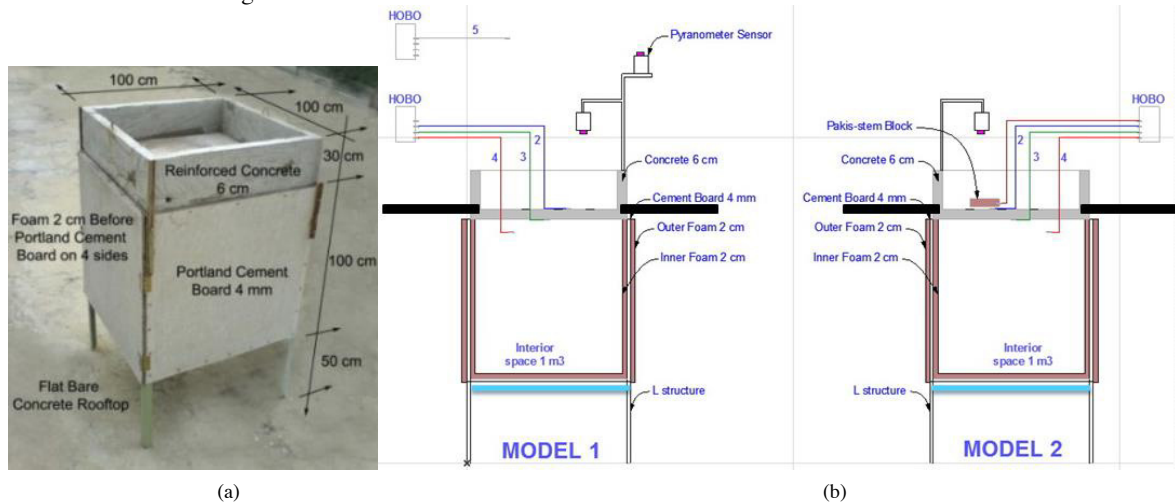 100 cm
100 cm
30 cm
Reinforced Concrete
6 cm
Foam 2 cm Before
Portland Cement
Board on 4 sides
Portland Cement
Board 4 mm
100 cm
50 cm
Flat Bare
Concrete Rooftop
(a)
HOBO
5
Pyranometer Sensor
HOBO
2
3
4
Concrete 6 cm
Cement Board 4 mm
Outer Foam 2 cm
Inner Foam 2 cm
Interior
space 1 m3
L structure
MODEL 1
HOBO
Pakis-stem Block
2
3
4
Concrete 6 cm
Cement Board 4 mm
Outer Foam 2 cm
Inner Foam 2 cm
Interior
space 1 m3
L structure
MODEL 2
(b)